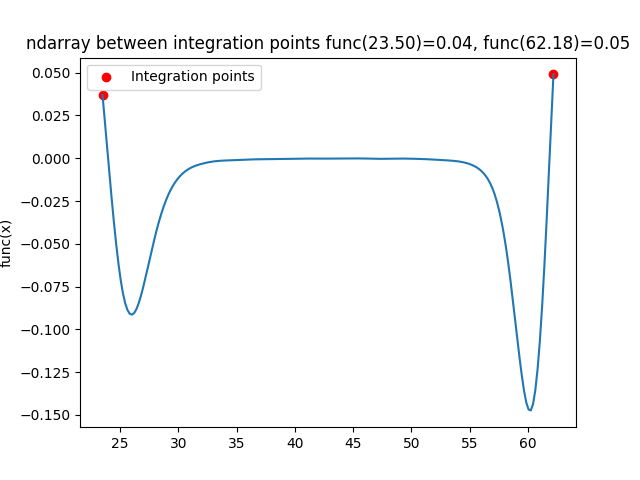 ndarray between integration points func(23.50)=0.04, func(62.18)=0.05
Integration points
func(x)
0.050
0.025
0.000
−0.025
−0.050
−0.075
−0.100
−0.125
−0.150
25 30 35 40 45 50 55 60